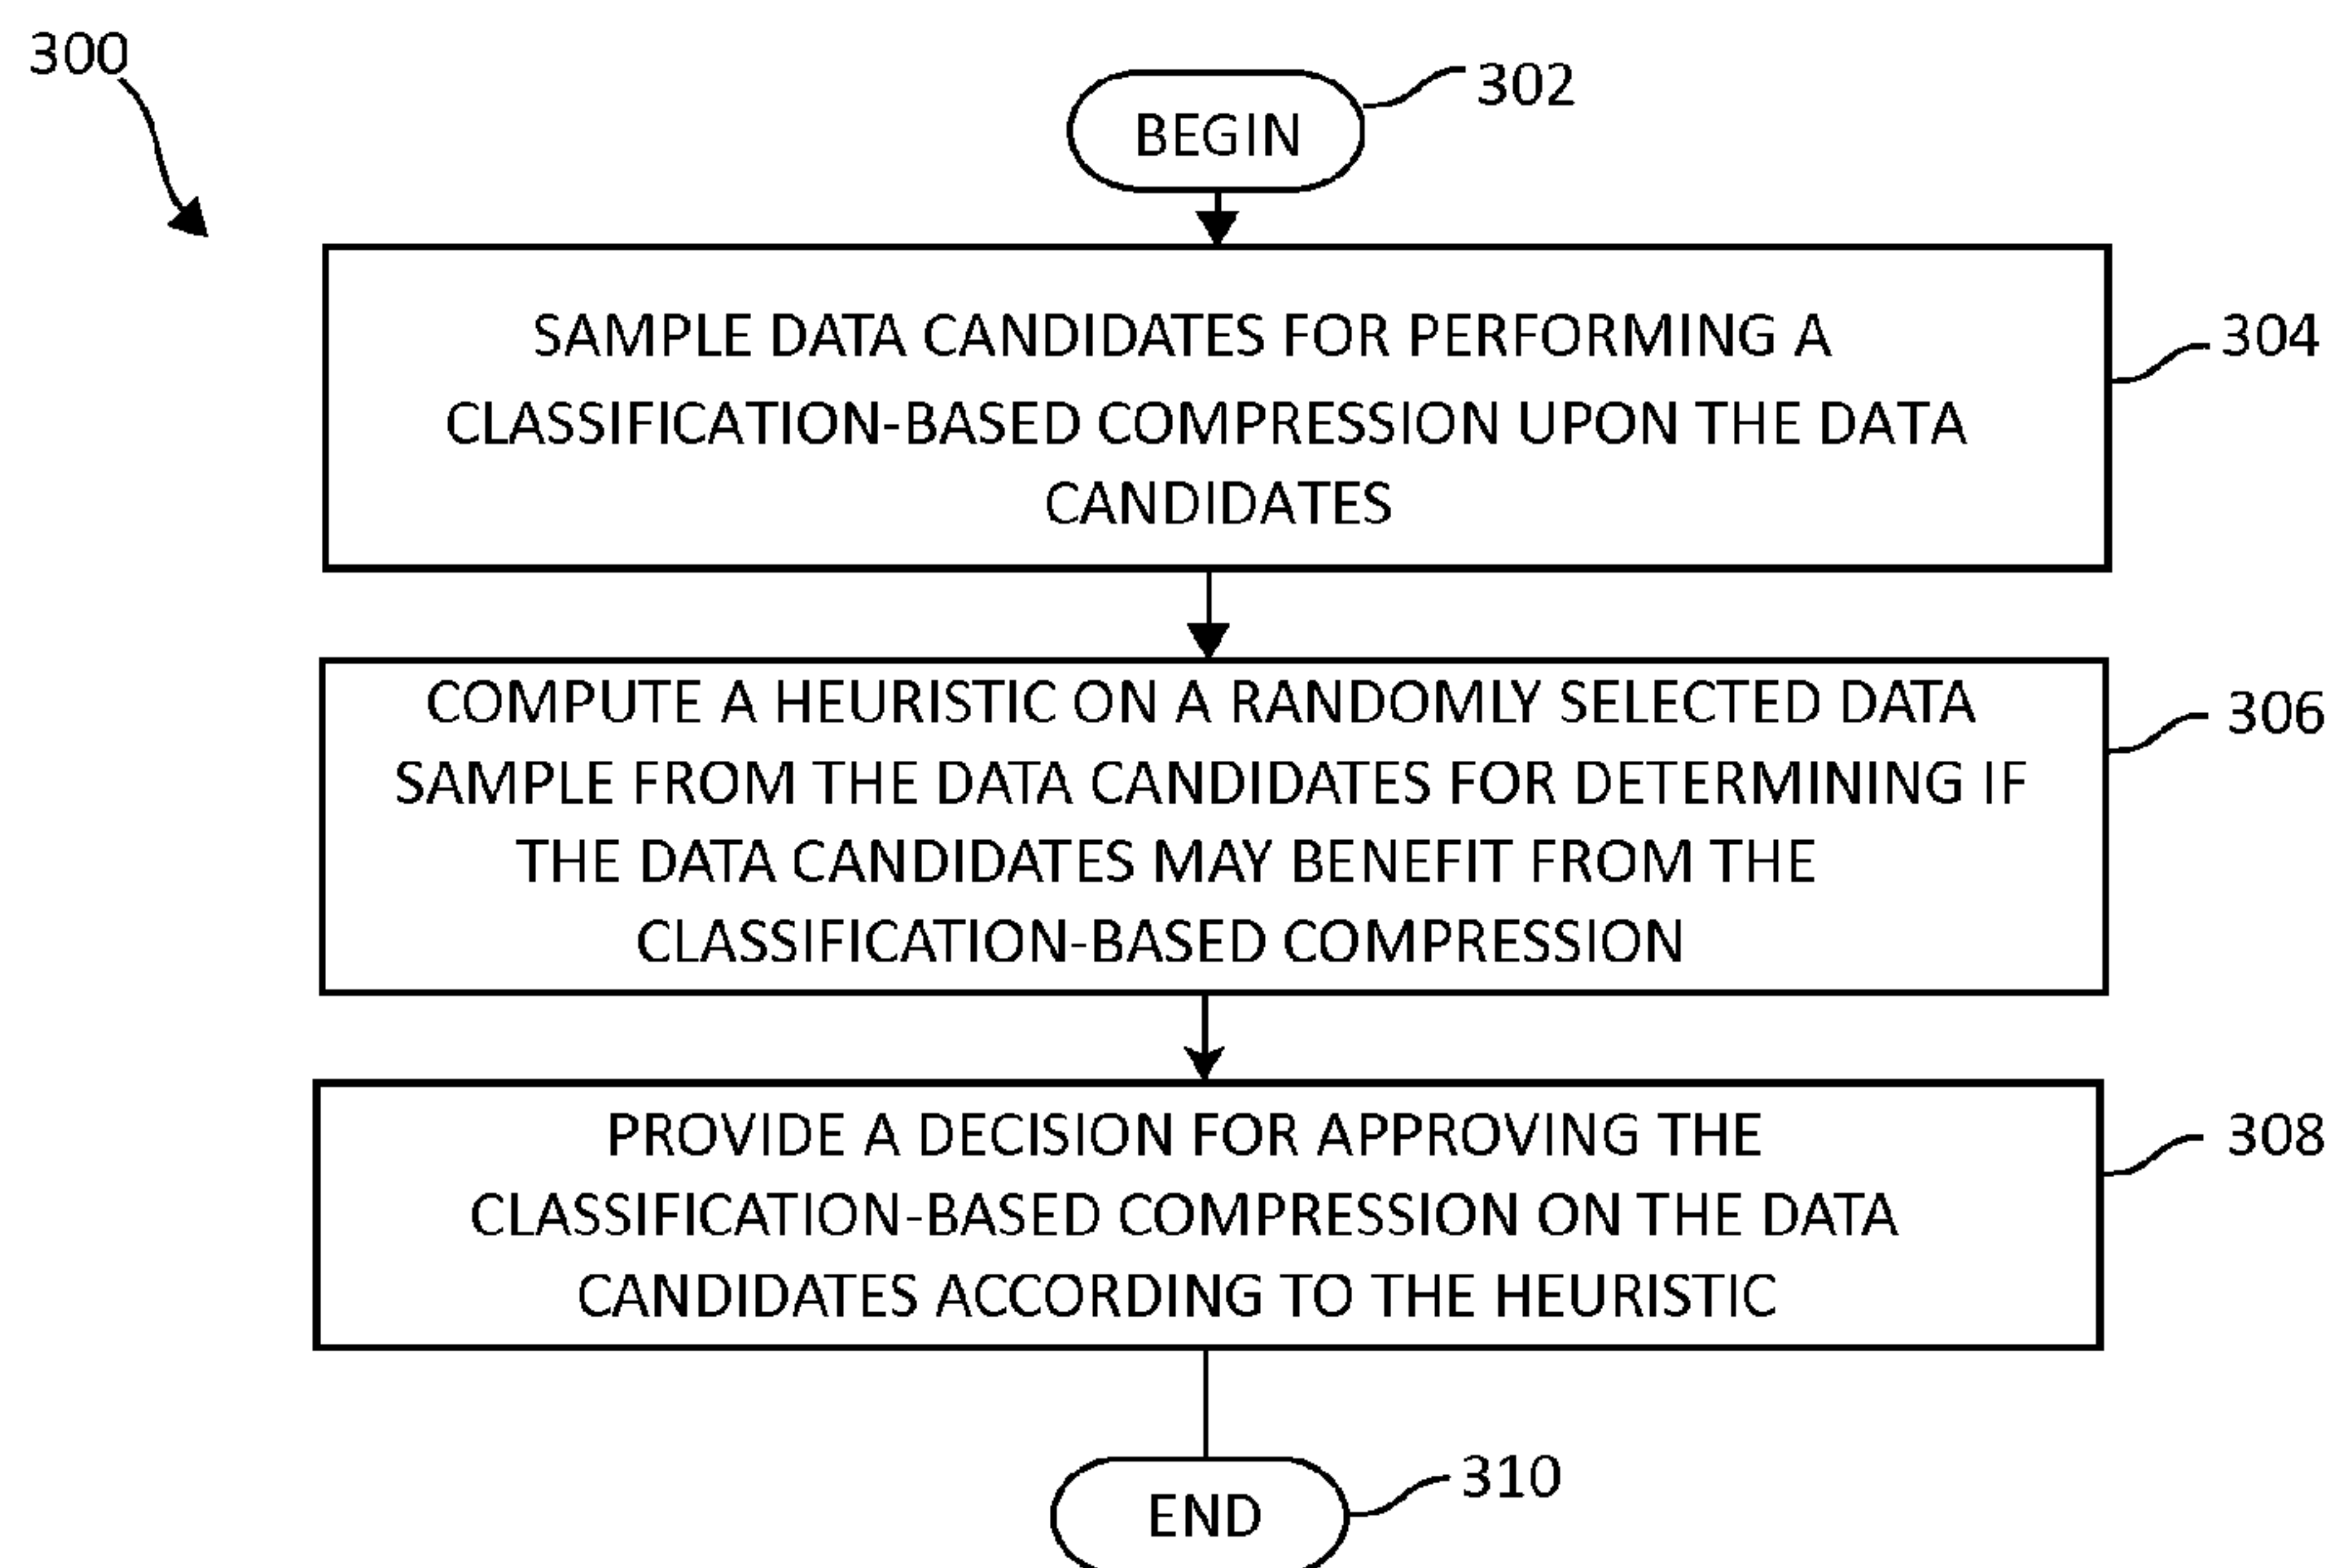 300
BEGIN
302
SAMPLE DATA CANDIDATES FOR PERFORMING A
CLASSIFICATION-BASED COMPRESSION UPON THE DATA
CANDIDATES
304
COMPUTE A HEURISTIC ON A RANDOMLY SELECTED DATA
SAMPLE FROM THE DATA CANDIDATES FOR DETERMINING IF
THE DATA CANDIDATES MAY BENEFIT FROM THE
CLASSIFICATION-BASED COMPRESSION
306
PROVIDE A DECISION FOR APPROVING THE
CLASSIFICATION-BASED COMPRESSION ON THE DATA
CANDIDATES ACCORDING TO THE HEURISTIC
308
END
310